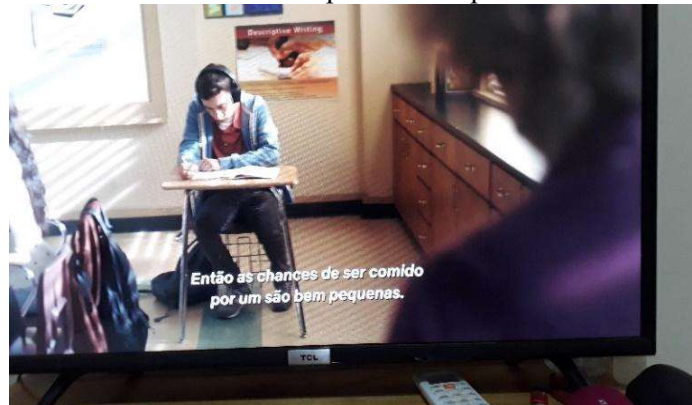 Descriptive Writing
Então as chances de ser comido
por um são bem pequenas.
TCL